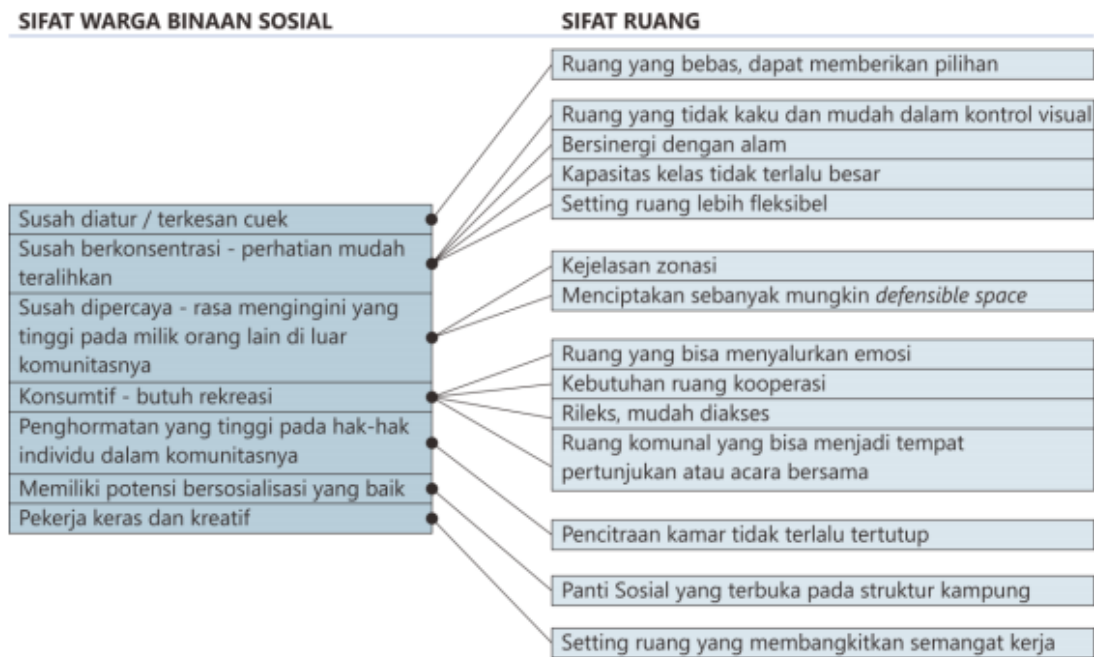 SIFAT WARGA BINAAN SOSIAL
Susah diatur / terkesan cuek
Susah berkonsentrasi - perhatian mudah
teralihkan
Susah dipercaya - rasa mengingini yang
tinggi pada milik orang lain di luar
komunitasnya
Konsumtif - butuh rekreasi
Penghormatan yang tinggi pada hak-hak
individu dalam komunitasnya
Memiliki potensi bersosialisasi yang baik
Pekerja keras dan kreatif
SIFAT RUANG
Ruang yang bebas, dapat memberikan pilihan
Ruang yang tidak kaku dan mudah dalam kontrol visual
Bersinergi dengan alam
Kapasitas kelas tidak terlalu besar
Setting ruang lebih fleksibel
Kejelasan zonasi
Menciptakan sebanyak mungkin defensible space
Ruang yang bisa menyalurkan emosi
Kebutuhan ruang kooperasi
Rileks, mudah diakses
Ruang komunal yang bisa menjadi tempat
pertunjukan atau acara bersama
Pencitraan kamar tidak terlalu tertutup
Panti Sosial yang terbuka pada struktur kampung
Setting ruang yang membangkitkan semangat kerja